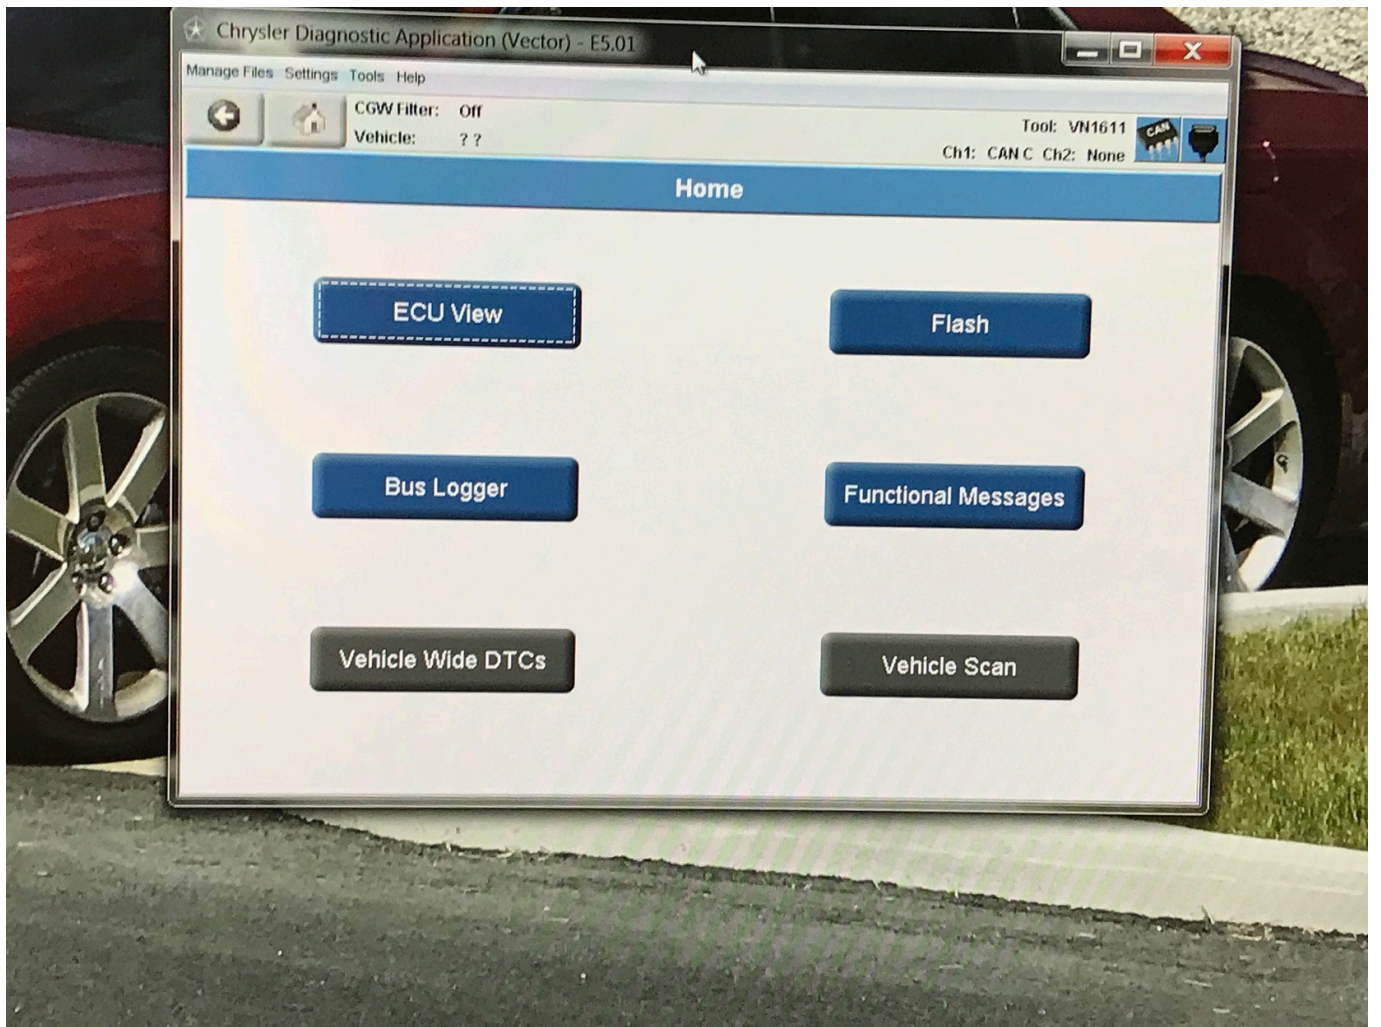 Chrysler Diagnostic Application (Vector) - E5.01
Manage Files Settings Tools Help
CGW Filter: Off
Vehicle: ? ?
Tool: VN1611
Ch1: CAN C Ch2: None
CAN
Home
ECU View
Flash
Bus Logger
Functional Messages
Vehicle Wide DTCs
Vehicle Scan